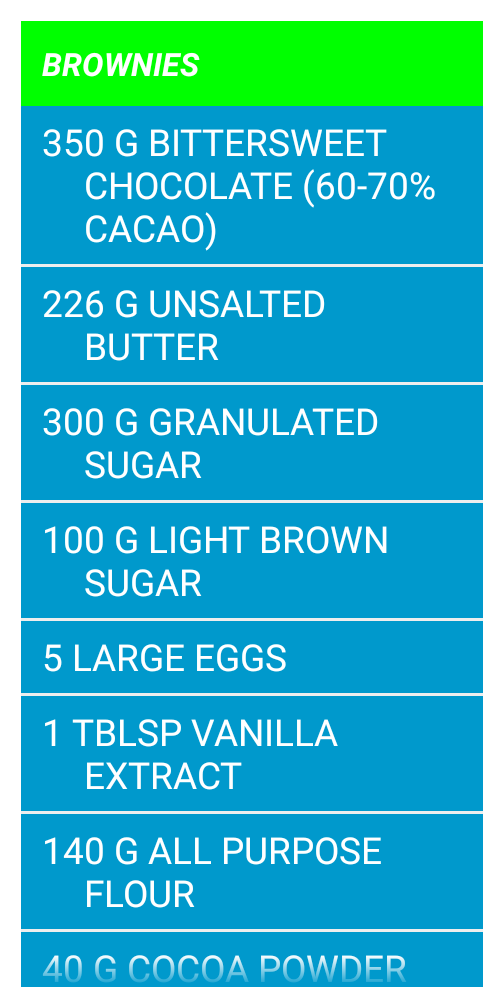 BROWNIES
350 G BITTERSWEET
CHOCOLATE (60-70%
CACAO)
226 G UNSALTED
BUTTER
300 G GRANULATED
SUGAR
100 G LIGHT BROWN
SUGAR
5 LARGE EGGS
1 TBLSP VANILLA
EXTRACT
140 G ALL PURPOSE
FLOUR
40 G COCOA POWDER